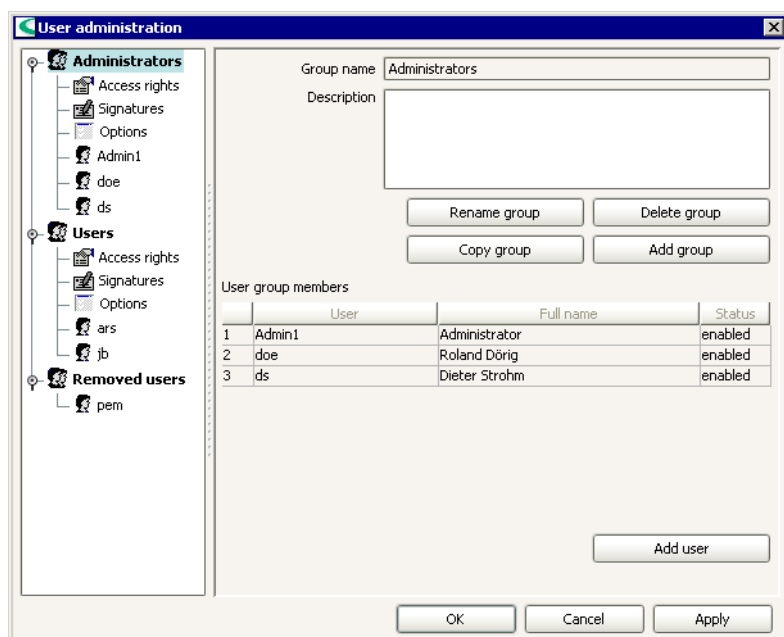 User administration
Administrators
Access rights
Signatures
Options
Admin1
doe
ds
Users
Access rights
Signatures
Options
ars
jb
Removed users
pem
Group name Administrators
Description
Rename group Delete group
Copy group Add group
User group members
User Full name Status
1 Admin1 Administrator enabled
2 doe Roland Dörig enabled
3 ds Dieter Strohm enabled
Add user
OK Cancel Apply